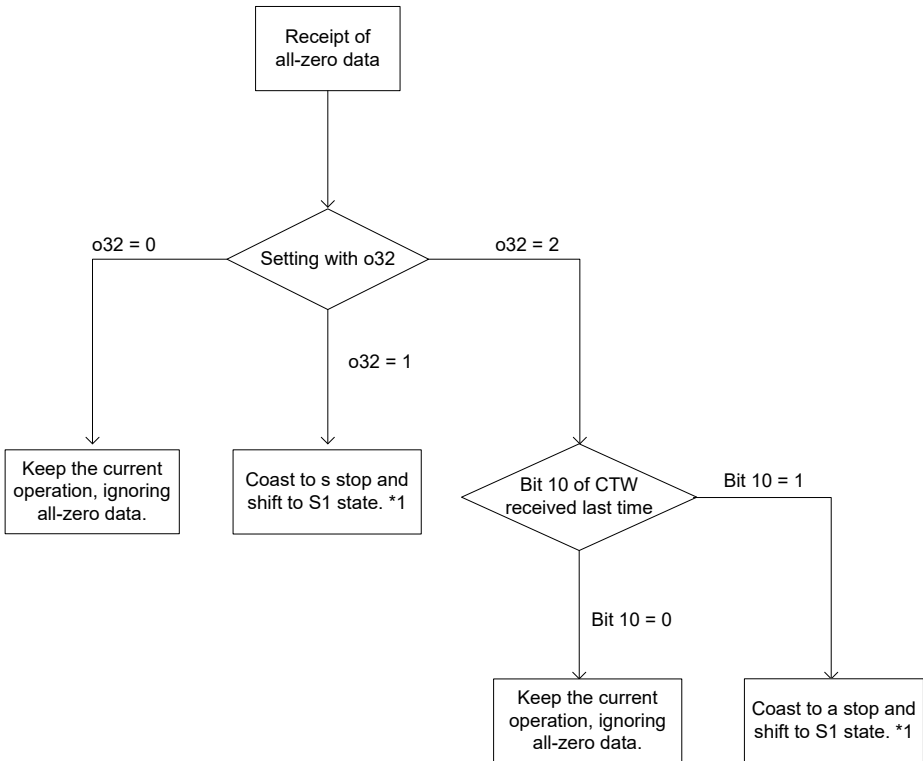 Receipt of
all-zero data
o32 = 0
Setting with o32
o32 = 2
o32 = 1
Keep the current
operation, ignoring
all-zero data.
Coast to s stop and
shift to S1 state. *1
Bit 10 of CTW
received last time
Bit 10 = 1
Bit 10 = 0
Keep the current
operation, ignoring
all-zero data.
Coast to a stop and
shift to S1 state. *1